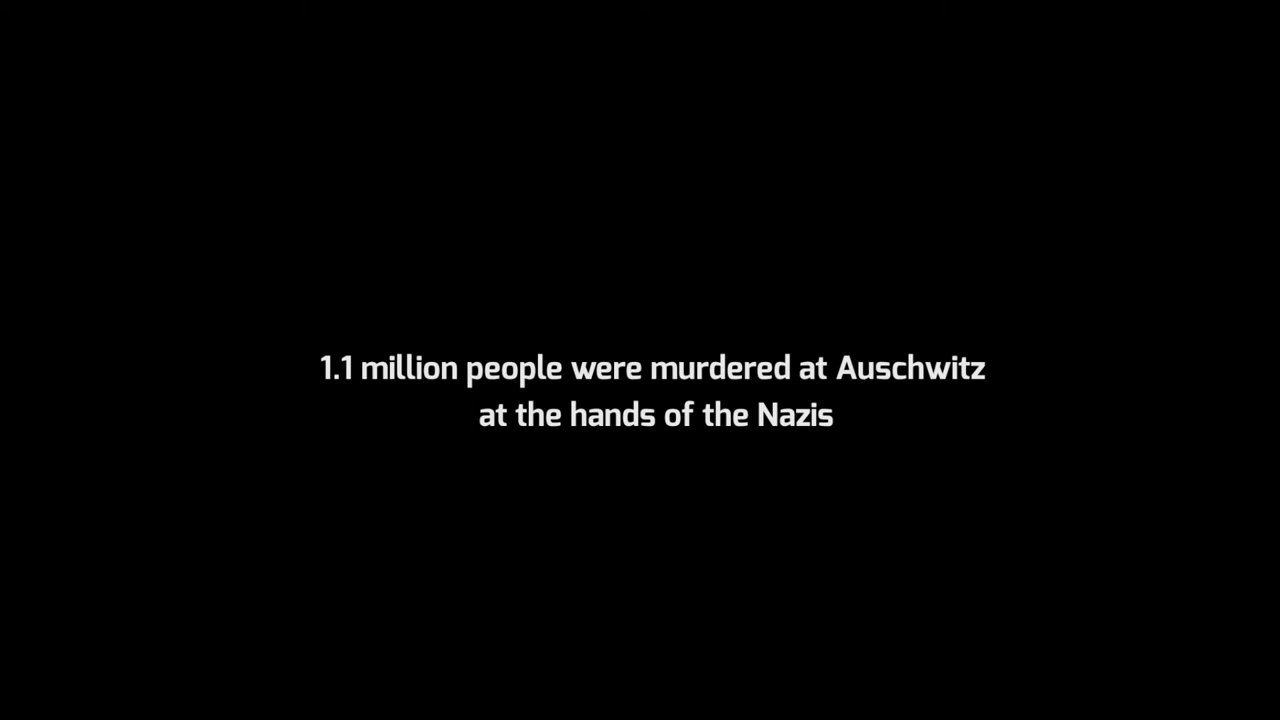 1.1 million people were murdered at Auschwitz
at the hands of the Nazis